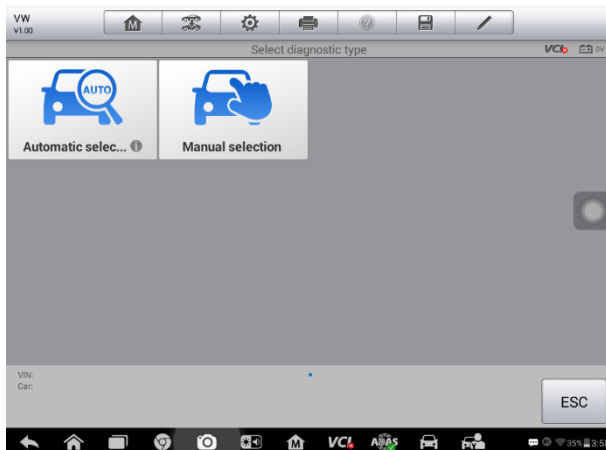 VW
V1.00
M
?
Select diagnostic type
VCI
0V
AUTO
Automatic selec... i
Manual selection
VIN:
Car:
ESC
M
VCI
ADAS
35%